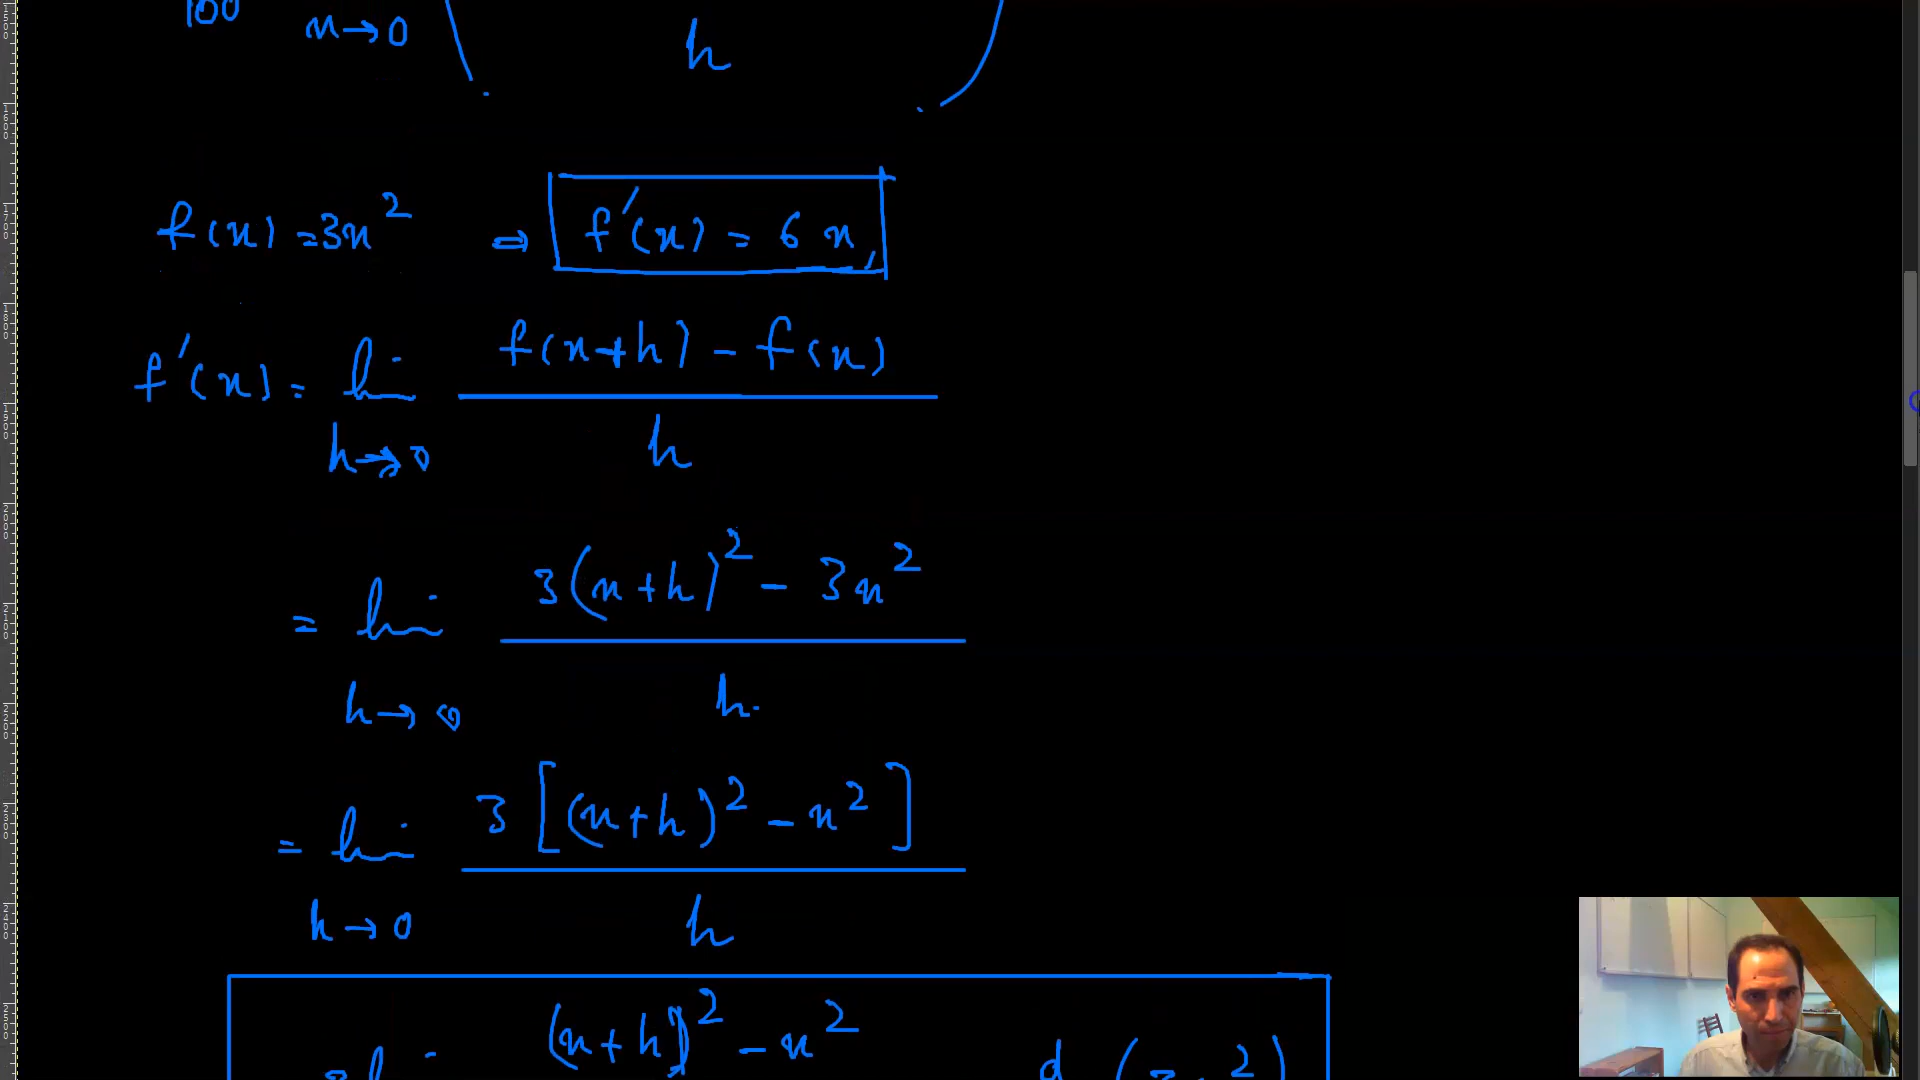 100 n→0 h
f(x) = 3x² ⇒ f'(x) = 6x
f'(x) = lim h→0 f(x+h) - f(x) / h
= lim h→0 3(x+h)² - 3x² / h
= lim h→0 3[(x+h)² - x²] / h
(x+h)² - x²